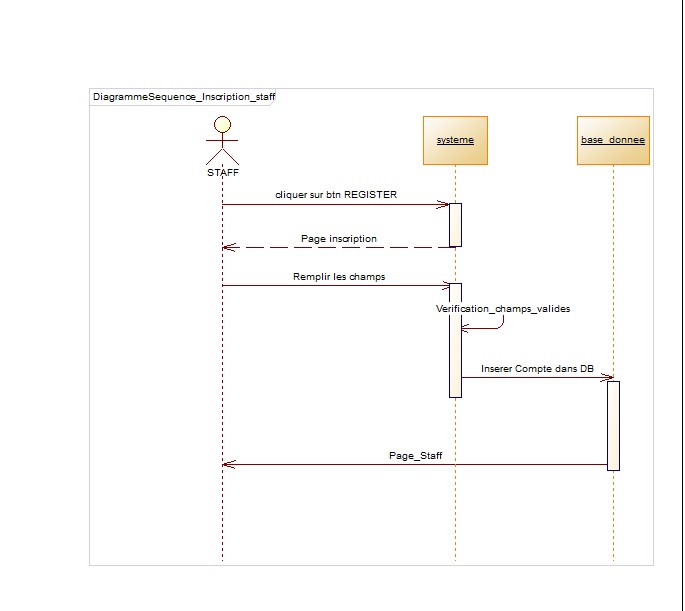 DiagrammeSequence_Inscription_staff
STAFF
systeme
base_donnee
cliquer sur btn REGISTER
Page inscription
Remplir les champs
Verification_champs_valides
Inserer Compte dans DB
Page_Staff